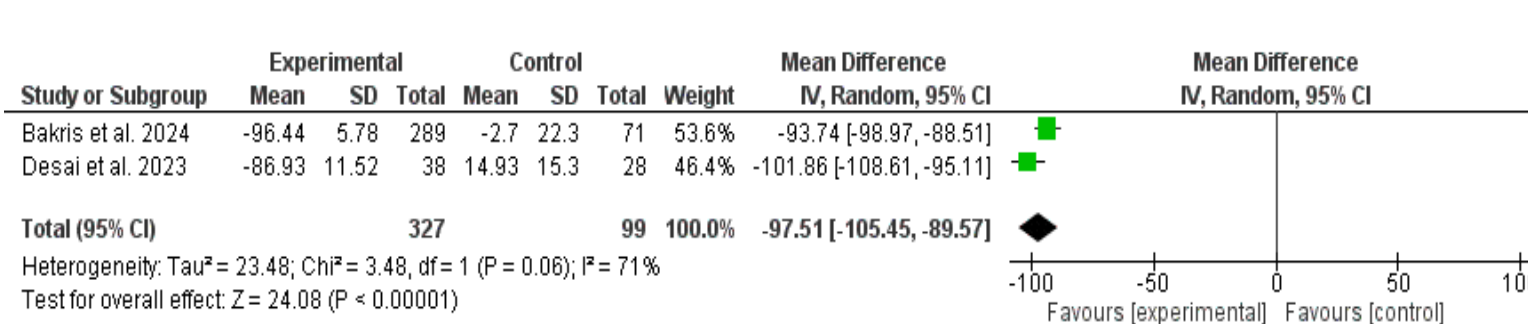 Experimental Control Mean Difference Mean Difference
Study or Subgroup Mean SD Total Mean SD Total Weight IV, Random, 95% CI IV, Random, 95% CI
Bakris et al. 2024 -96.44 5.78 289 -2.7 22.3 71 53.6% -93.74 [-98.97, -88.51]
Desai et al. 2023 -86.93 11.52 38 14.93 15.3 28 46.4% -101.86 [-108.61, -95.11]
Total (95% CI) 327 99 100.0% -97.51 [-105.45, -89.57]
Heterogeneity: Tau² = 23.48; Chi² = 3.48, df = 1 (P = 0.06); I² = 71%
Test for overall effect: Z = 24.08 (P < 0.00001)
-100 -50 0 50 10
Favours [experimental] Favours [control]